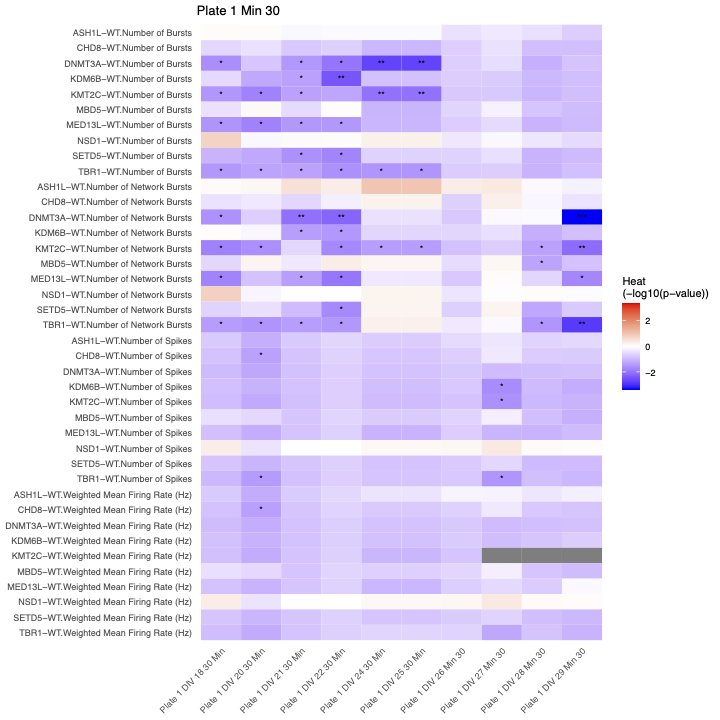 Plate 1 Min 30
ASH1L−WT.Number of Bursts
CHD8−WT.Number of Bursts
DNMT3A−WT.Number of Bursts * * * ** **
KDM6B−WT.Number of Bursts * **
KMT2C−WT.Number of Bursts * * * ** **
MBD5−WT.Number of Bursts
MED13L−WT.Number of Bursts * * * *
NSD1−WT.Number of Bursts
SETD5−WT.Number of Bursts * *
TBR1−WT.Number of Bursts * * * * * *
ASH1L−WT.Number of Network Bursts
CHD8−WT.Number of Network Bursts
DNMT3A−WT.Number of Network Bursts * ** ** ***
KDM6B−WT.Number of Network Bursts * *
KMT2C−WT.Number of Network Bursts * * * * * * **
MBD5−WT.Number of Network Bursts *
MED13L−WT.Number of Network Bursts * * * *
NSD1−WT.Number of Network Bursts
SETD5−WT.Number of Network Bursts *
TBR1−WT.Number of Network Bursts * * * * * **
ASH1L−WT.Number of Spikes
CHD8−WT.Number of Spikes *
DNMT3A−WT.Number of Spikes
KDM6B−WT.Number of Spikes *
KMT2C−WT.Number of Spikes *
MBD5−WT.Number of Spikes
MED13L−WT.Number of Spikes
NSD1−WT.Number of Spikes
SETD5−WT.Number of Spikes
TBR1−WT.Number of Spikes * *
ASH1L−WT.Weighted Mean Firing Rate (Hz)
CHD8−WT.Weighted Mean Firing Rate (Hz) *
DNMT3A−WT.Weighted Mean Firing Rate (Hz)
KDM6B−WT.Weighted Mean Firing Rate (Hz)
KMT2C−WT.Weighted Mean Firing Rate (Hz)
MBD5−WT.Weighted Mean Firing Rate (Hz)
MED13L−WT.Weighted Mean Firing Rate (Hz)
NSD1−WT.Weighted Mean Firing Rate (Hz)
SETD5−WT.Weighted Mean Firing Rate (Hz)
TBR1−WT.Weighted Mean Firing Rate (Hz)
Plate 1 DIV 18 30 Min
Plate 1 DIV 20 30 Min
Plate 1 DIV 21 30 Min
Plate 1 DIV 22 30 Min
Plate 1 DIV 24 30 Min
Plate 1 DIV 25 30 Min
Plate 1 DIV 26 Min 30
Plate 1 DIV 27 Min 30
Plate 1 DIV 28 Min 30
Plate 1 DIV 29 Min 30
Heat
(−log10(p−value))
2
0
−2